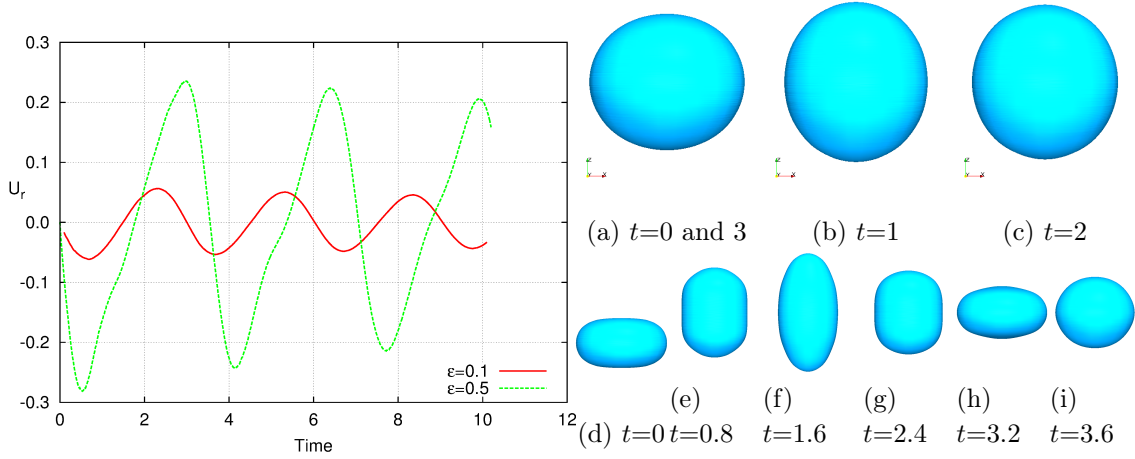 0.3
0.2
0.1
0.0
-0.1
-0.2
-0.3
U_r
0 2 4 6 8 10 12
Time
ε=0.1
ε=0.5
(a) t=0 and 3 (b) t=1 (c) t=2
(e) (f) (g) (h) (i)
(d) t=0 t=0.8 t=1.6 t=2.4 t=3.2 t=3.6